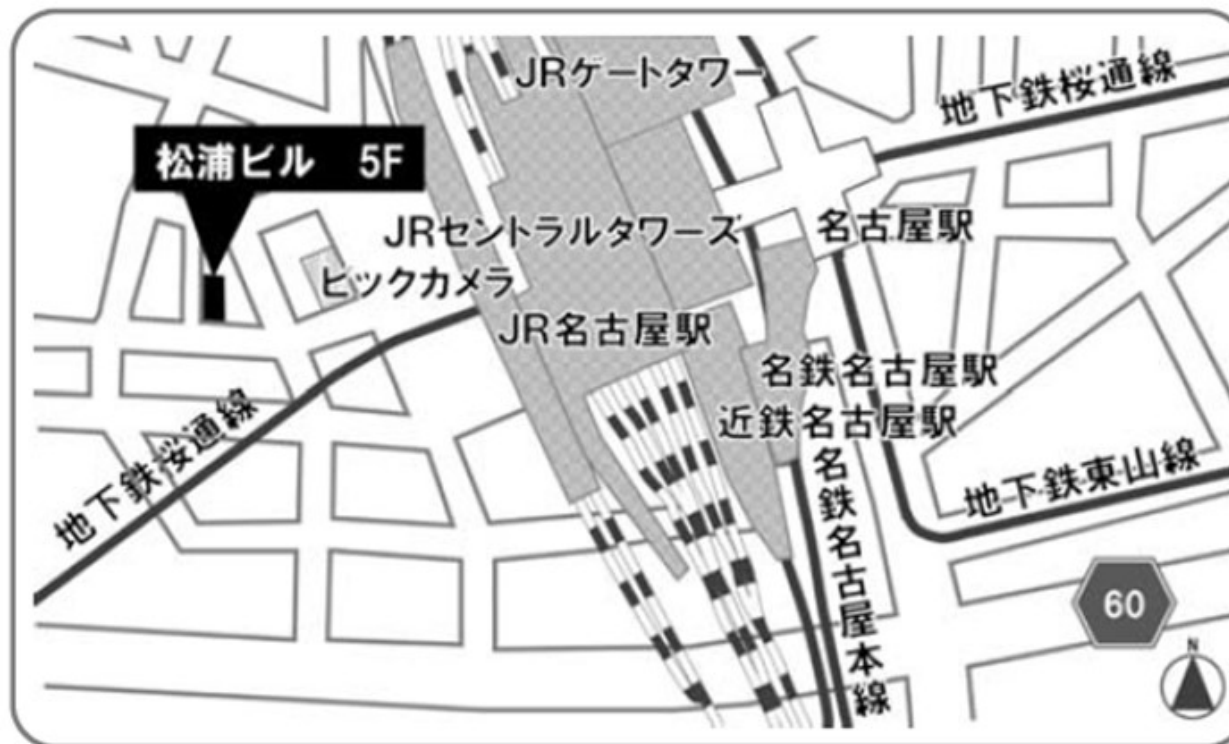 JRゲートタワー
地下鉄桜通線
松浦ビル 5F
JRセントラルタワーズ
名古屋駅
ビックカメラ
JR名古屋駅
名鉄名古屋駅
近鉄名古屋駅
地下鉄桜通線
名鉄名古屋本線
地下鉄東山線
60
N